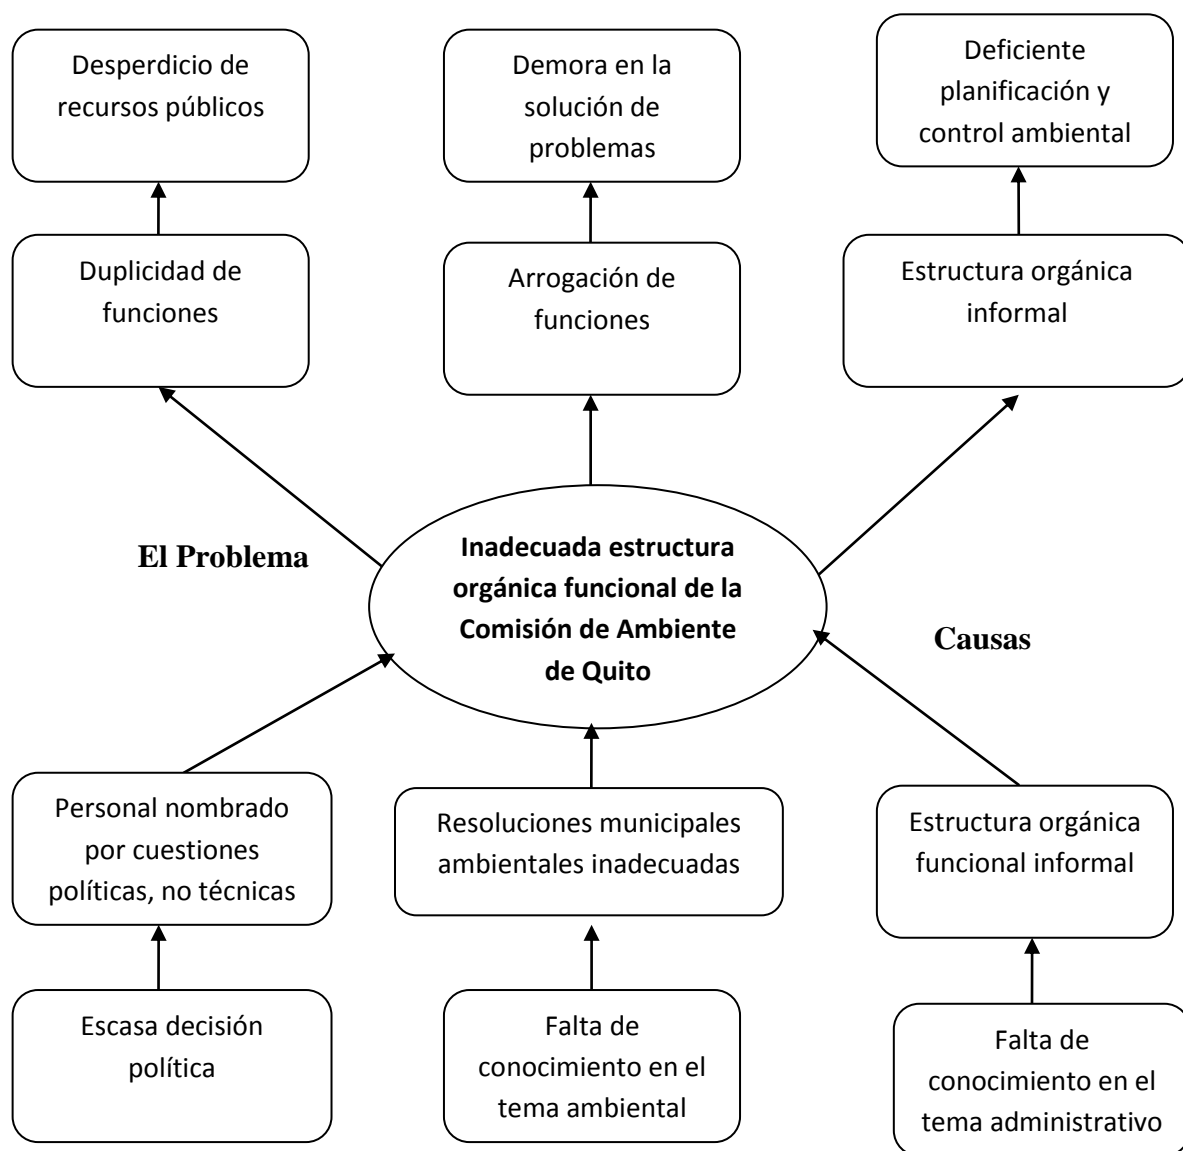 Desperdicio de
recursos públicos
Demora en la
solución de
problemas
Deficiente
planificación y
control ambiental
Duplicidad de
funciones
Arrogación de
funciones
Estructura orgánica
informal
El Problema
Inadecuada estructura
orgánica funcional de la
Comisión de Ambiente
de Quito
Causas
Personal nombrado
por cuestiones
políticas, no técnicas
Resoluciones municipales
ambientales inadecuadas
Estructura orgánica
funcional informal
Escasa decisión
política
Falta de
conocimiento en el
tema ambiental
Falta de
conocimiento en el
tema administrativo